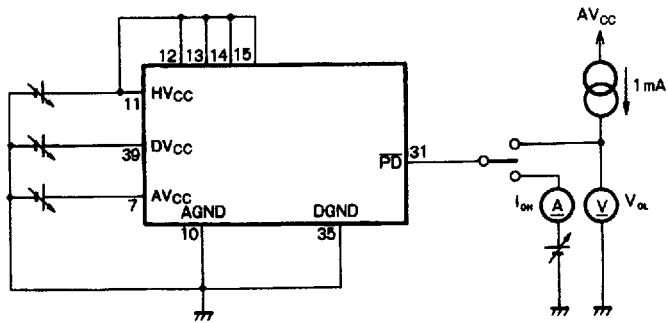 AVCC
12 13 14 15
1 mA
11 HVCC
39 DVCC
PD 31
7 AVCC
AGND DGND
10 35
IOH A V VOL